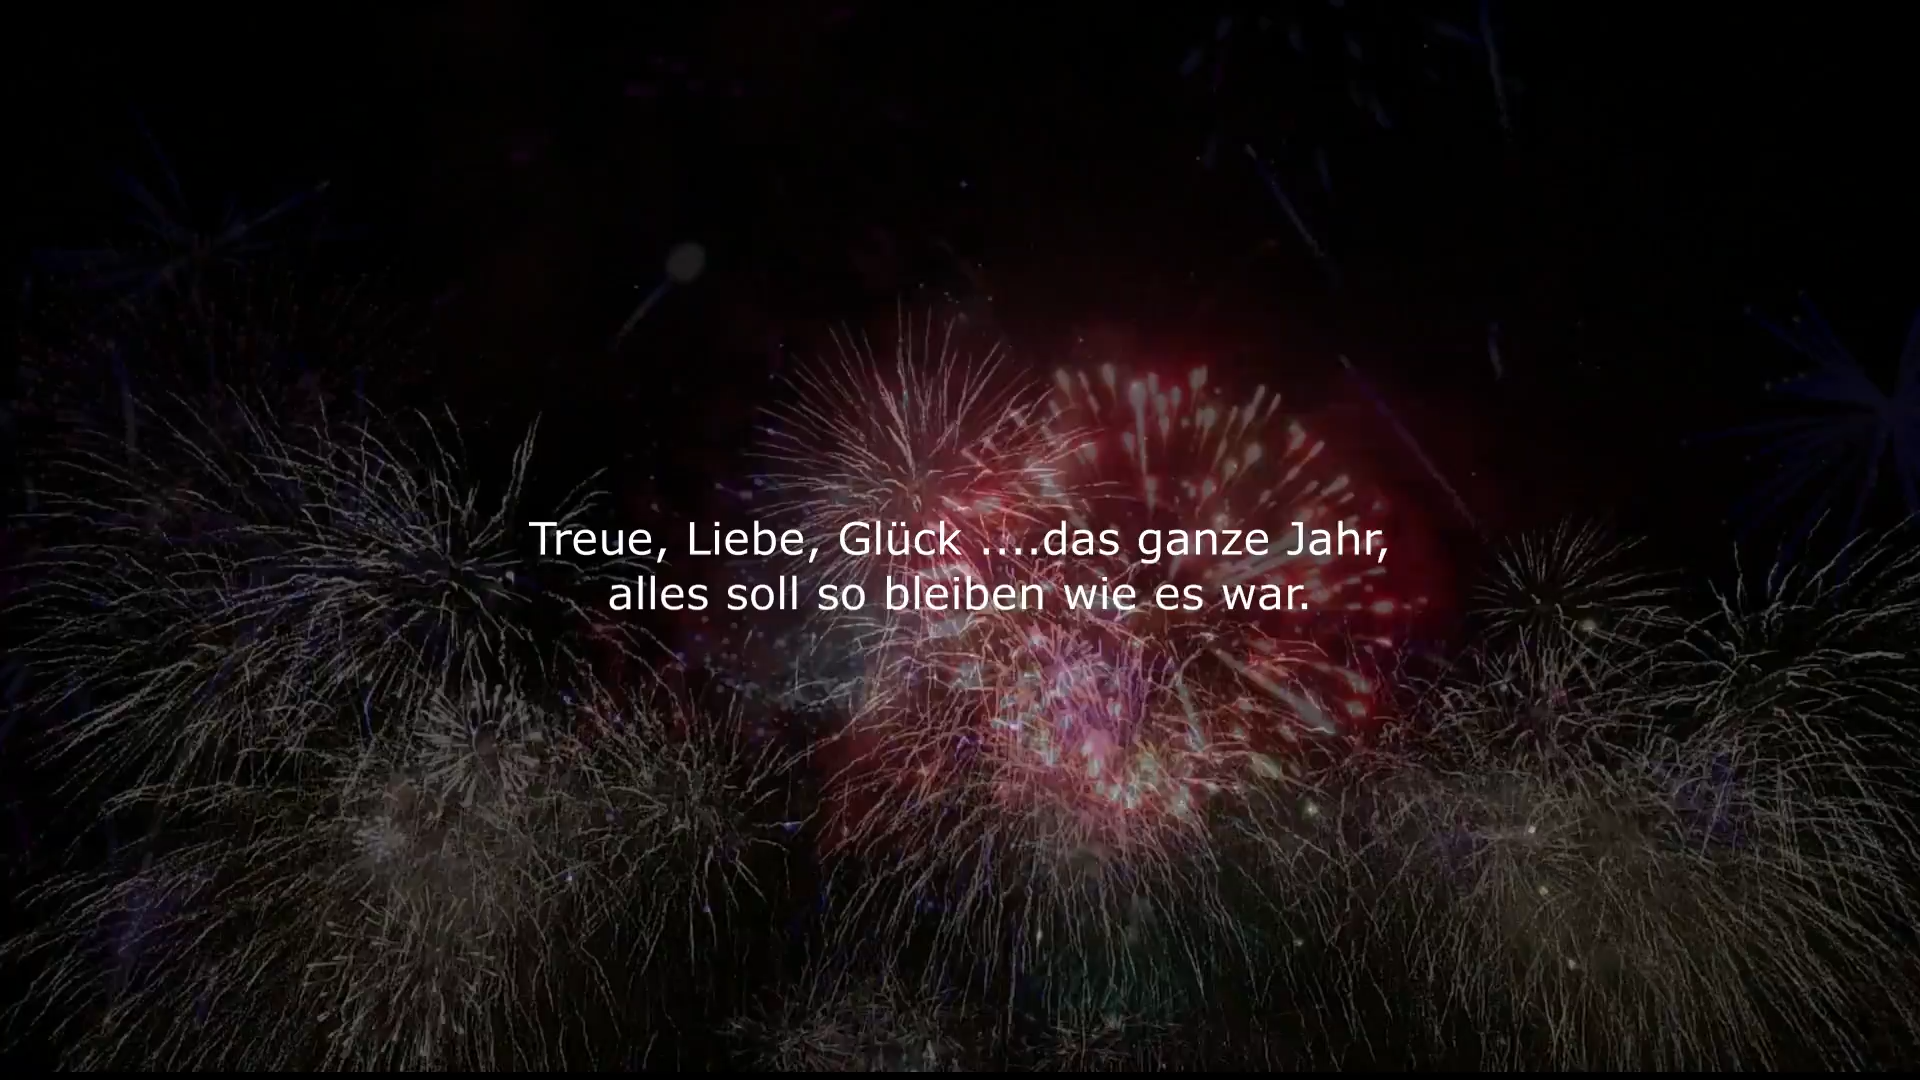 Treue, Liebe, Glück ....das ganze Jahr,
alles soll so bleiben wie es war.